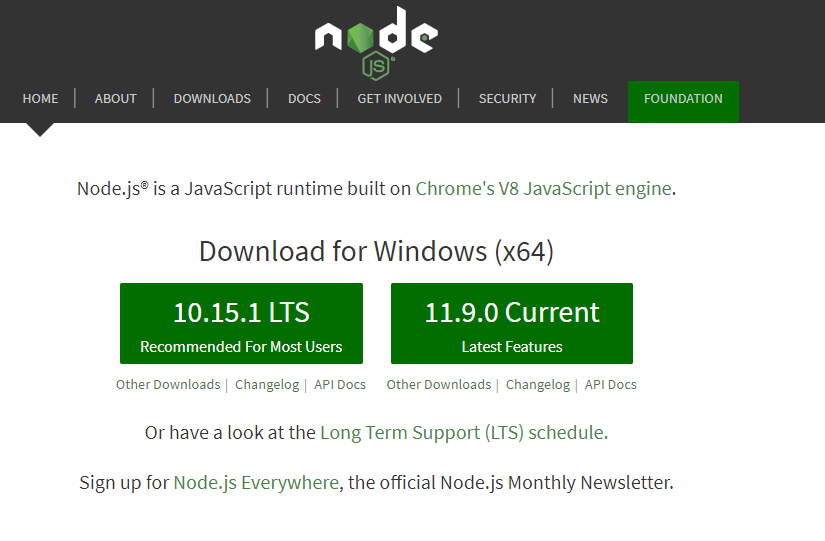 node
JS
HOME | ABOUT | DOWNLOADS | DOCS | GET INVOLVED | SECURITY | NEWS FOUNDATION
Node.js® is a JavaScript runtime built on Chrome's V8 JavaScript engine.
Download for Windows (x64)
10.15.1 LTS 11.9.0 Current
Recommended For Most Users Latest Features
Other Downloads | Changelog | API Docs Other Downloads | Changelog | API Docs
Or have a look at the Long Term Support (LTS) schedule.
Sign up for Node.js Everywhere, the official Node.js Monthly Newsletter.